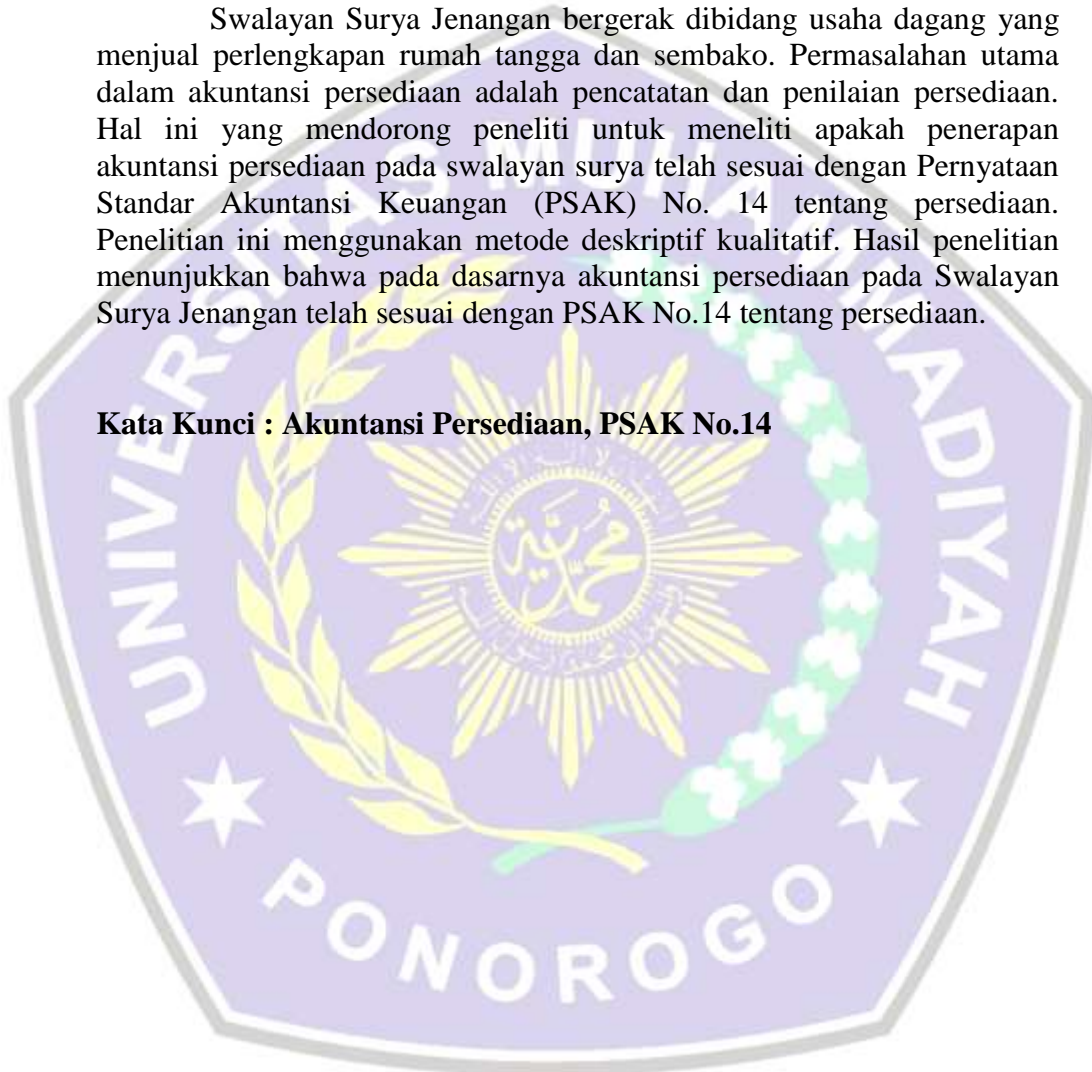 Swalayan Surya Jenangan bergerak dibidang usaha dagang yang
menjual perlengkapan rumah tangga dan sembako. Permasalahan utama
dalam akuntansi persediaan adalah pencatatan dan penilaian persediaan.
Hal ini yang mendorong peneliti untuk meneliti apakah penerapan
akuntansi persediaan pada swalayan surya telah sesuai dengan Pernyataan
Standar Akuntansi Keuangan (PSAK) No. 14 tentang persediaan.
Penelitian ini menggunakan metode deskriptif kualitatif. Hasil penelitian
menunjukkan bahwa pada dasarnya akuntansi persediaan pada Swalayan
Surya Jenangan telah sesuai dengan PSAK No.14 tentang persediaan.
Kata Kunci : Akuntansi Persediaan, PSAK No.14
UNIVERSITAS MUHAMMADIYAH
محمدية
PONOROGO